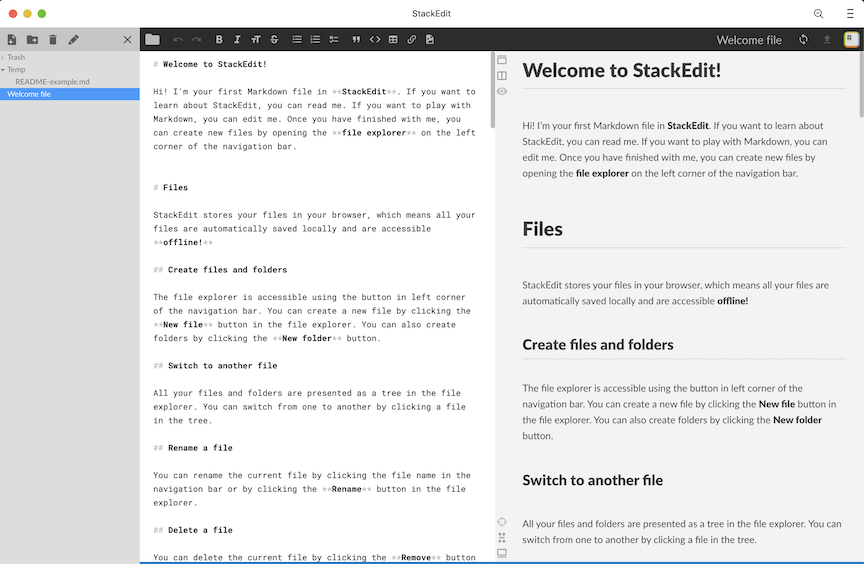 StackEdit
B I
Welcome file
Trash
Temp
README-example.md
Welcome file
# Welcome to StackEdit!
Hi! I'm your first Markdown file in **StackEdit**. If you want to
learn about StackEdit, you can read me. If you want to play with
Markdown, you can edit me. Once you have finished with me, you
can create new files by opening the **file explorer** on the left
corner of the navigation bar.
# Files
StackEdit stores your files in your browser, which means all your
files are automatically saved locally and are accessible
**offline!**
## Create files and folders
The file explorer is accessible using the button in left corner
of the navigation bar. You can create a new file by clicking the
**New file** button in the file explorer. You can also create
folders by clicking the **New folder** button.
## Switch to another file
All your files and folders are presented as a tree in the file
explorer. You can switch from one to another by clicking a file
in the tree.
## Rename a file
You can rename the current file by clicking the file name in the
navigation bar or by clicking the **Rename** button in the file
explorer.
## Delete a file
You can delete the current file by clicking the **Remove** button
Welcome to StackEdit!
Hi! I'm your first Markdown file in StackEdit. If you want to learn about
StackEdit, you can read me. If you want to play with Markdown, you can
edit me. Once you have finished with me, you can create new files by
opening the file explorer on the left corner of the navigation bar.
Files
StackEdit stores your files in your browser, which means all your files are
automatically saved locally and are accessible offline!
Create files and folders
The file explorer is accessible using the button in left corner of the
navigation bar. You can create a new file by clicking the New file button in
the file explorer. You can also create folders by clicking the New folder
button.
Switch to another file
All your files and folders are presented as a tree in the file explorer. You can
switch from one to another by clicking a file in the tree.